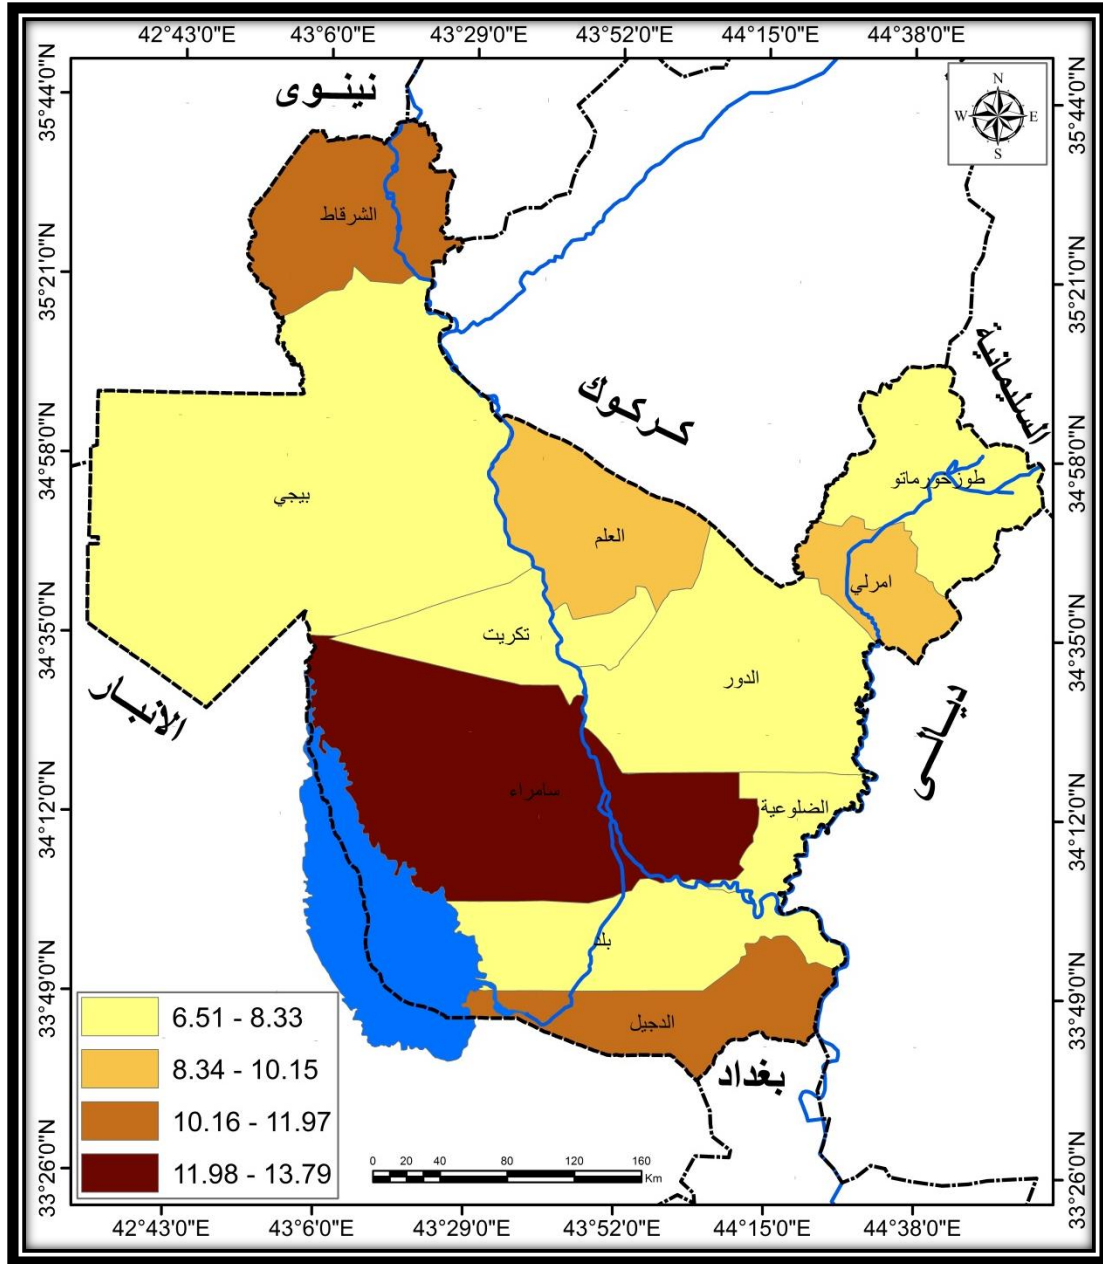 42°43'0"E 43°6'0"E 43°29'0"E 43°52'0"E 44°15'0"E 44°38'0"E
35°44'0"N
35°44'0"N
نينوى
N
W E
S
الشرقاط
35°21'0"N
35°21'0"N
السليمانية
كركوك
34°58'0"N
34°58'0"N
طوزخورماتو
بيجي
العلم
امرلي
34°35'0"N
34°35'0"N
تكريت
الدور
الانبار
ديالى
سامراء
الضلوعية
34°12'0"N
34°12'0"N
بلد
33°49'0"N
33°49'0"N
6.51 - 8.33
الدجيل
8.34 - 10.15
بغداد
10.16 - 11.97
11.98 - 13.79
0 20 40 80 120 160
Km
33°26'0"N
33°26'0"N
42°43'0"E 43°6'0"E 43°29'0"E 43°52'0"E 44°15'0"E 44°38'0"E